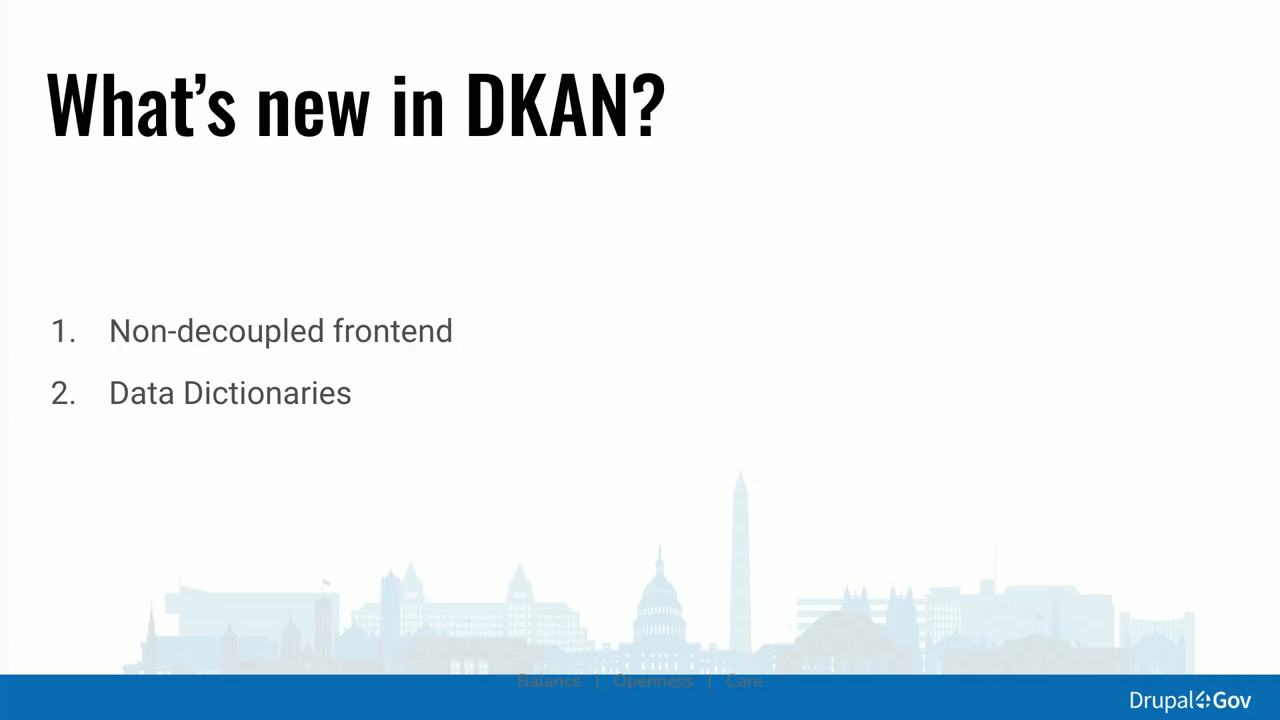 What’s new in DKAN?
1. Non-decoupled frontend
2. Data Dictionaries
Balance | Openness | Care
Drupal4Gov